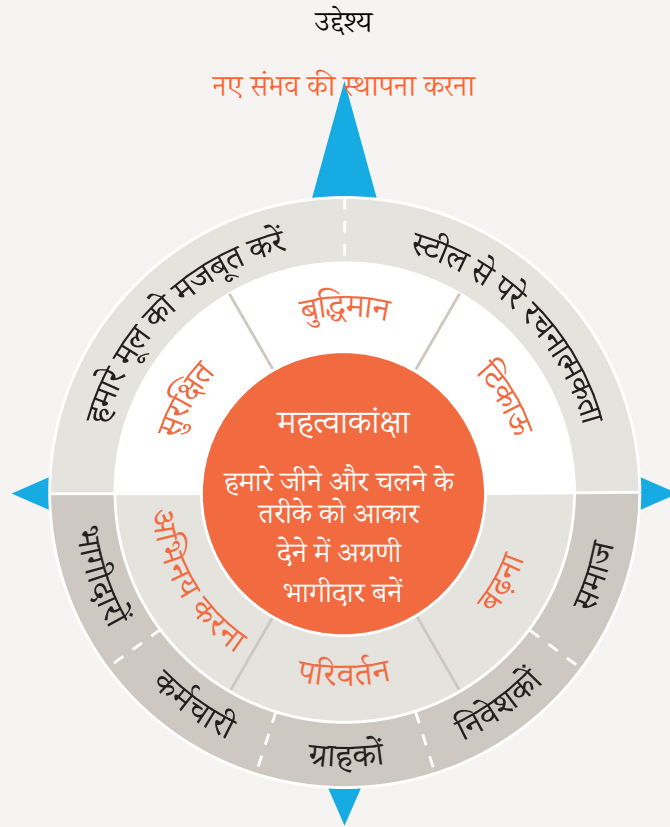 उद्देश्य
नए संभव की स्थापना करना
हमारे मूल को मजबूत करें
स्टील से परे रचनात्मकता
सुरक्षित
बुद्धिमान
टिकाऊ
महत्वाकांक्षा
हमारे जीने और चलने के
तरीके को आकार
देने में अग्रणी
भागीदार बनें
अभिनय करना
परिवर्तन
बढ़ना
भागीदारों
कर्मचारी
ग्राहकों
निवेशकों
समाज